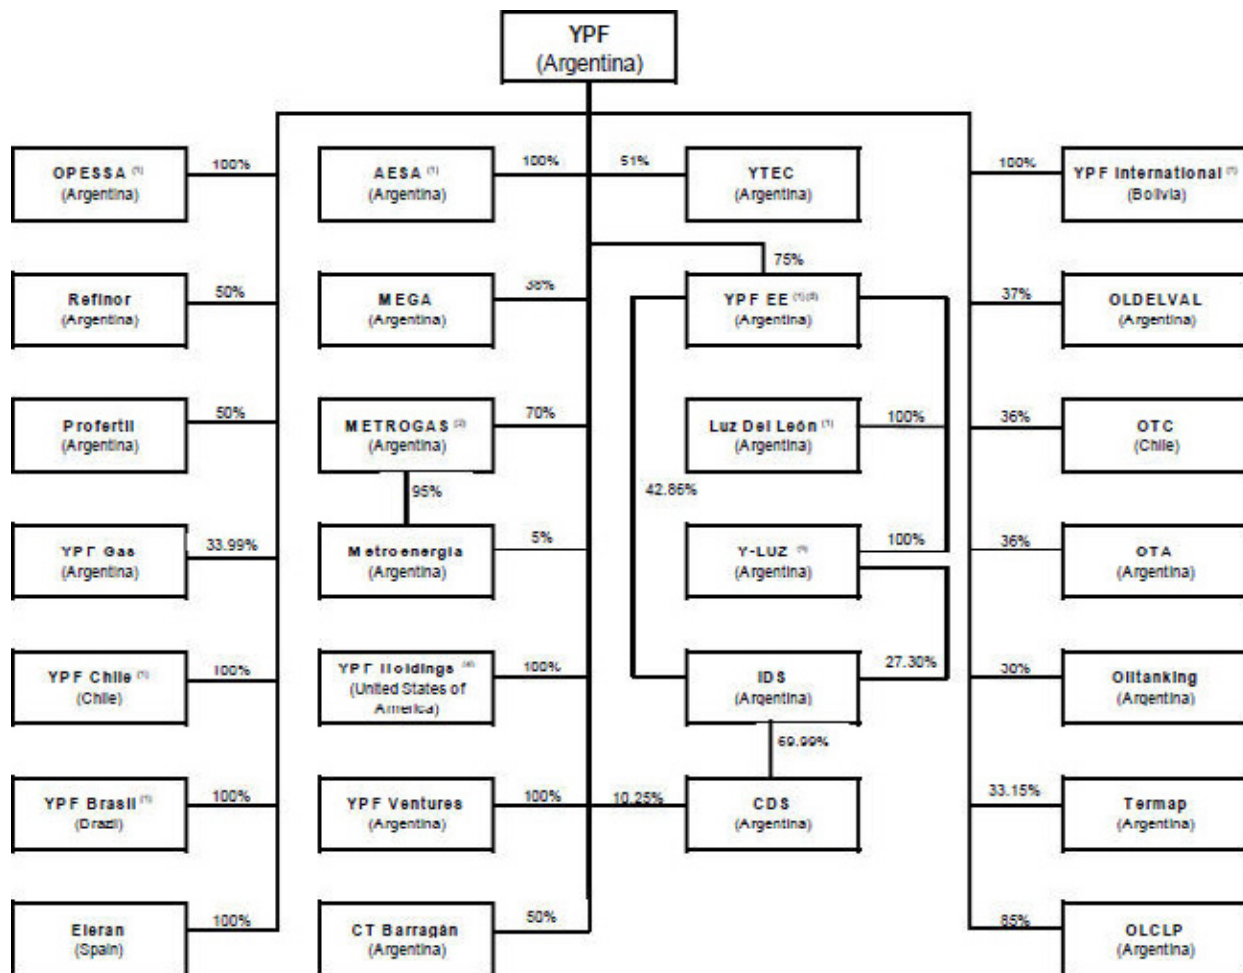 YPF
(Argentina)
OPESSA (1)
(Argentina)
100%
AESA (1)
(Argentina)
100%
51%
YTEC
(Argentina)
100%
YPF International (1)
(Bolivia)
Refinor
(Argentina)
50%
MEGA
(Argentina)
38%
75%
YPF EE
(Argentina)
37%
OLDELVAL
(Argentina)
Profertil
(Argentina)
50%
METROGAS (2)
(Argentina)
70%
Luz Del León (1)
(Argentina)
100%
36%
OTC
(Chile)
95%
42.86%
YPF Gas
(Argentina)
33.99%
Metroenergía
(Argentina)
5%
Y-LUZ
(Argentina)
100%
36%
OTA
(Argentina)
YPF Chile (1)
(Chile)
100%
YPF Holdings
(United States of
America)
100%
IDS
(Argentina)
27.30%
30%
Oiltanking
(Argentina)
69.99%
YPF Brasil (1)
(Brazil)
100%
YPF Ventures
(Argentina)
100%
10.25%
CDS
(Argentina)
33.15%
Termap
(Argentina)
Eleran
(Spain)
100%
CT Barragán
(Argentina)
50%
85%
OLCLP
(Argentina)